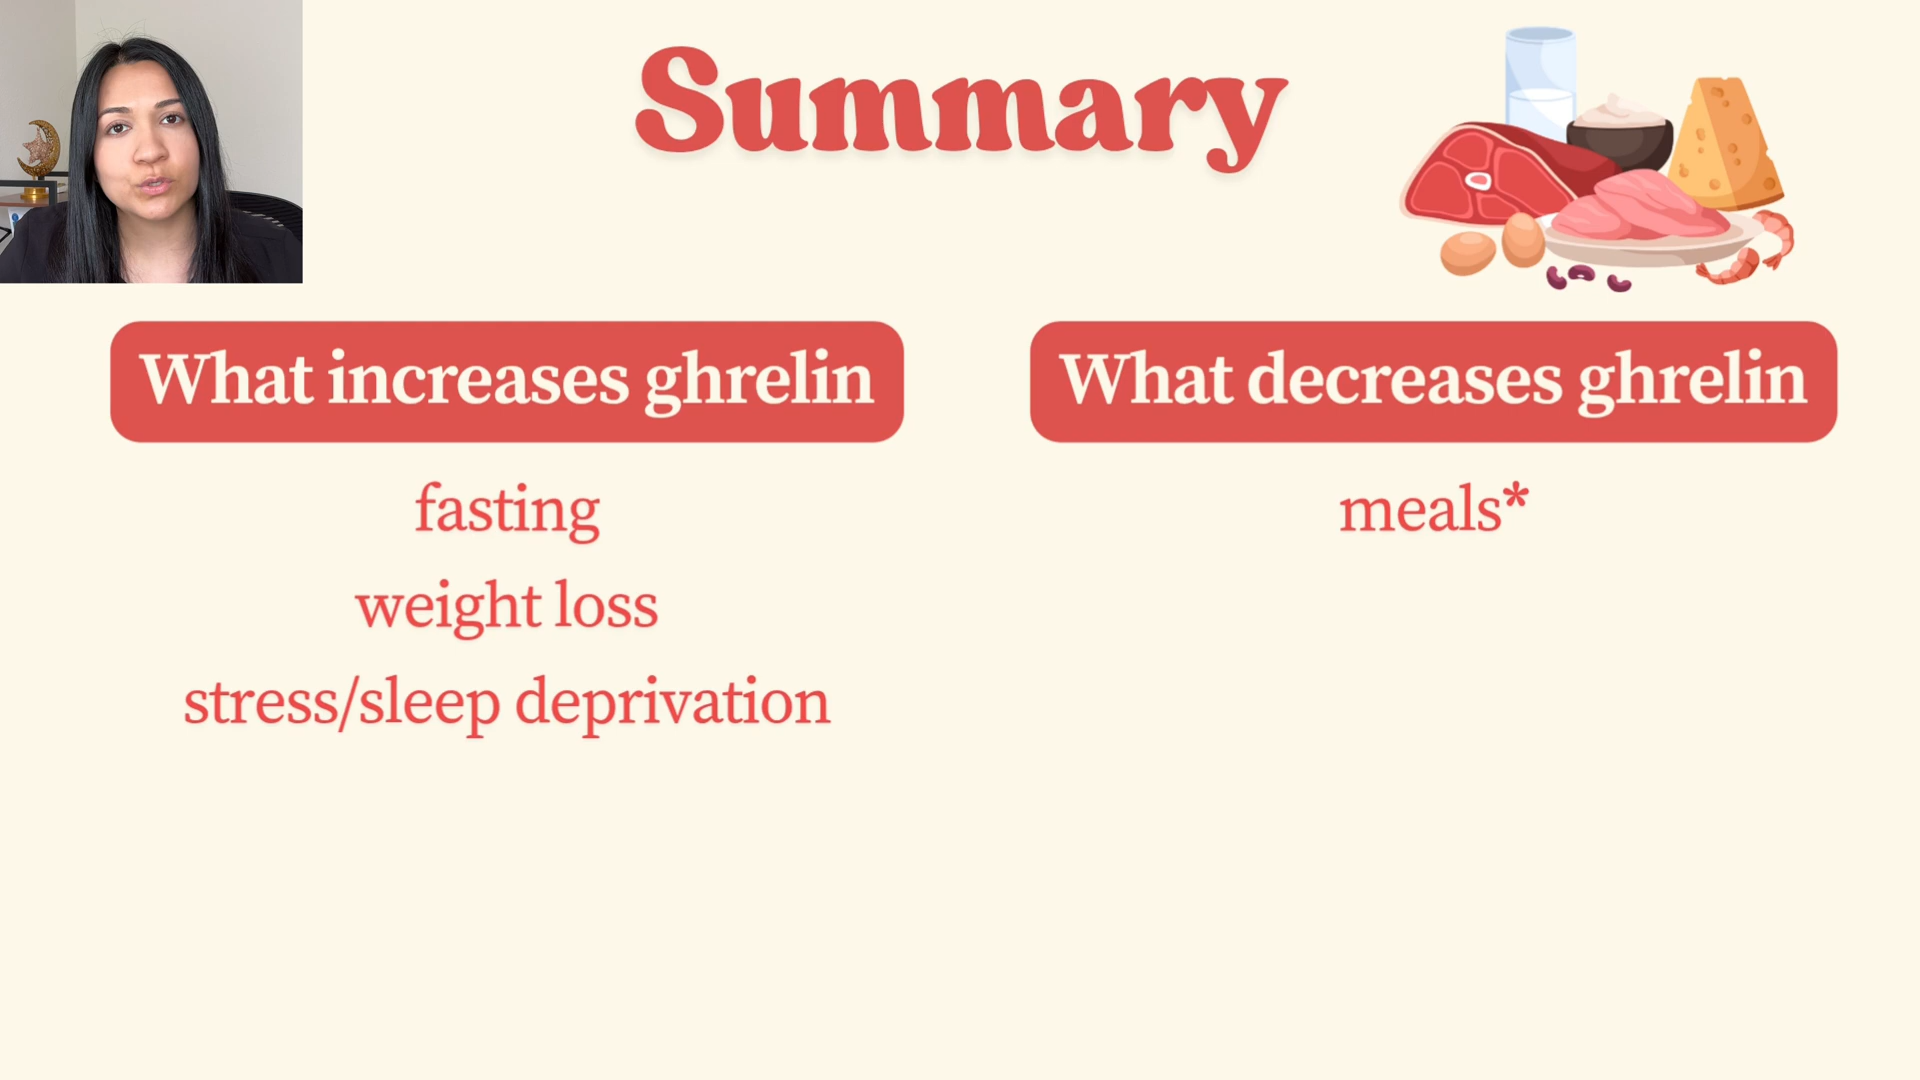 Summary
What increases ghrelin
fasting
weight loss
stress/sleep deprivation
What decreases ghrelin
meals*